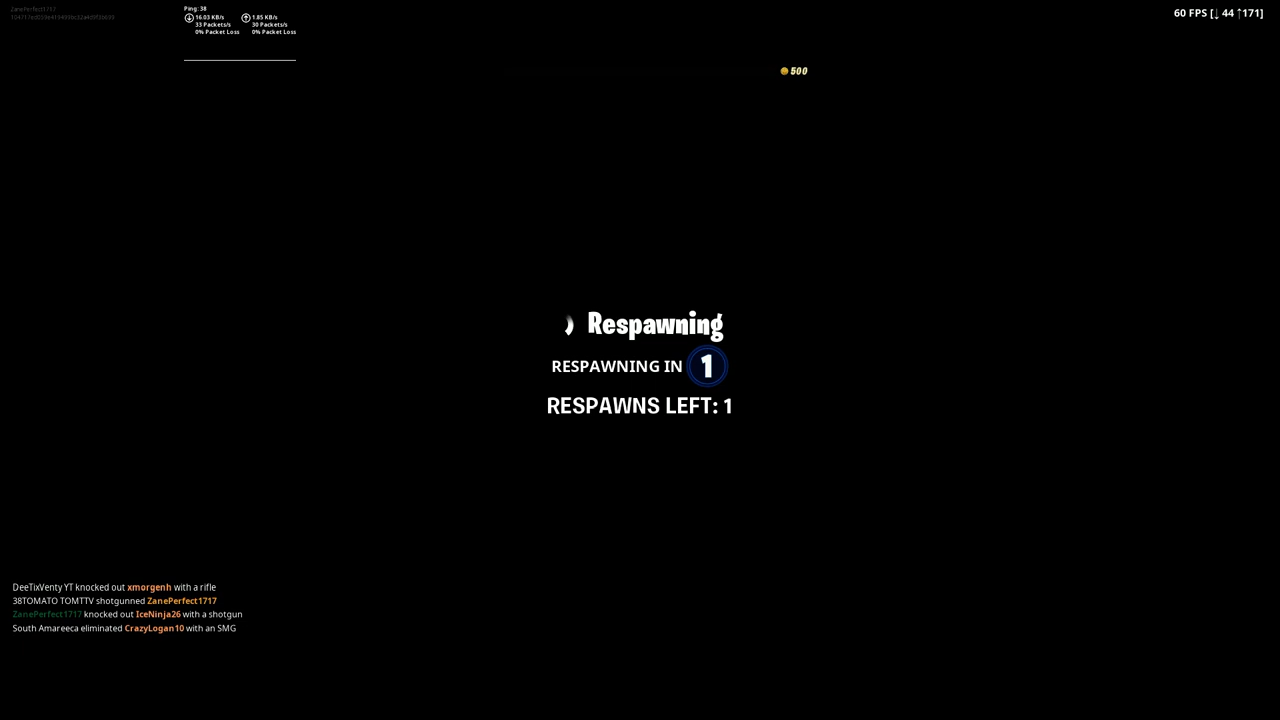 ZanePerfect1717
Ping: 38
16.03 KB/s 1.85 KB/s
33 Packets/s 30 Packets/s
0% Packet Loss 0% Packet Loss
60 FPS [↓ 44 ↑171]
500
Respawning
RESPAWNING IN 1
RESPAWNS LEFT: 1
DeeTixVenty YT knocked out xmorgenh with a rifle
38TOMATO TOMTTV shotgunned ZanePerfect1717
ZanePerfect1717 knocked out IceNinja26 with a shotgun
South Amareeca eliminated CrazyLogan10 with an SMG